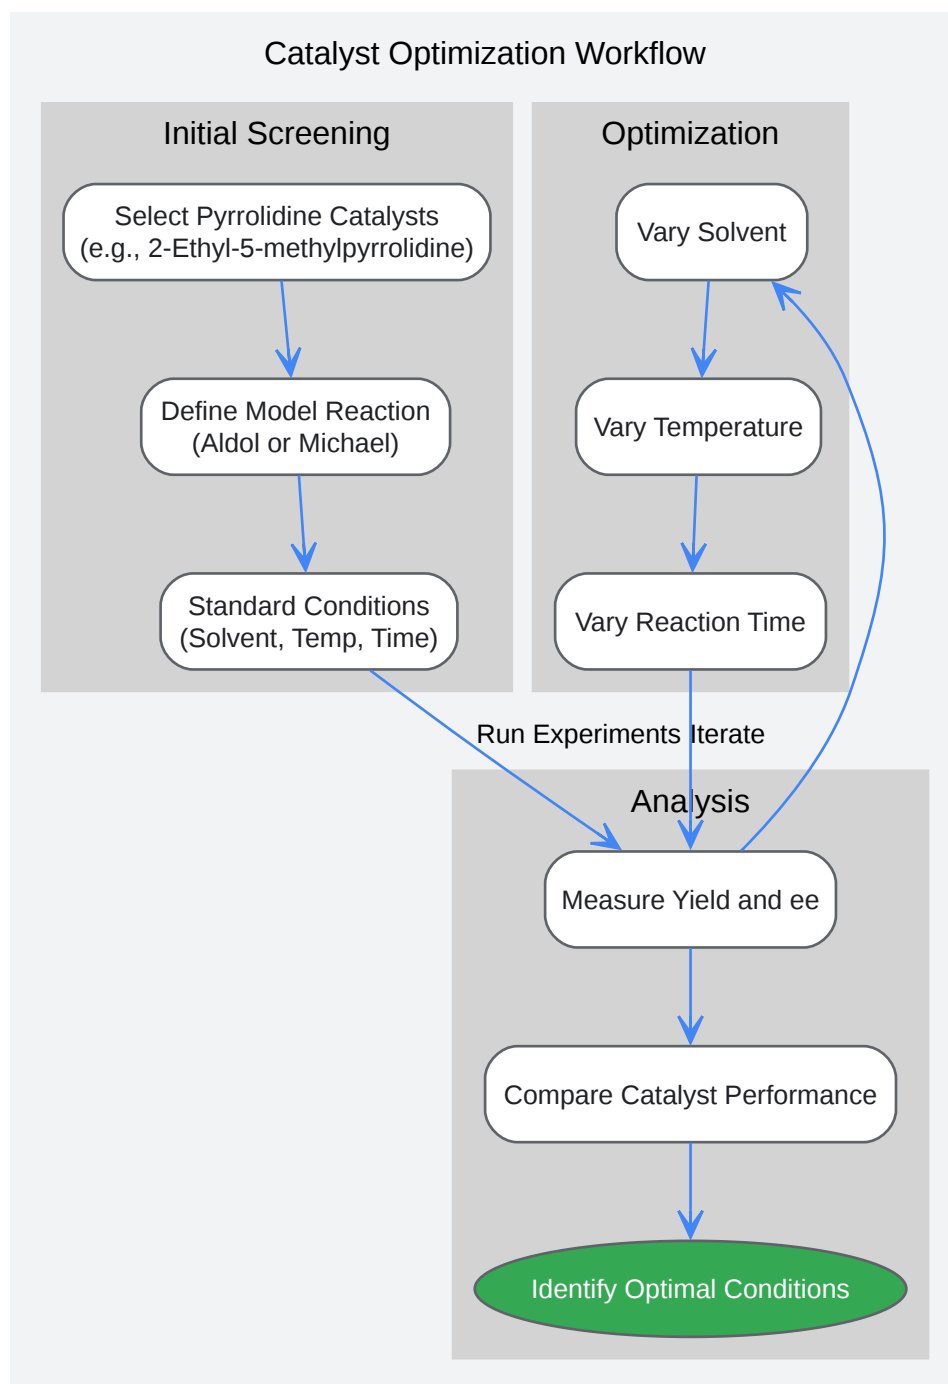 Catalyst Optimization Workflow
Initial Screening
Select Pyrrolidine Catalysts
(e.g., 2-Ethyl-5-methylpyrrolidine)
Define Model Reaction
(Aldol or Michael)
Standard Conditions
(Solvent, Temp, Time)
Optimization
Vary Solvent
Vary Temperature
Vary Reaction Time
Run Experiments
Iterate
Analysis
Measure Yield and ee
Compare Catalyst Performance
Identify Optimal Conditions